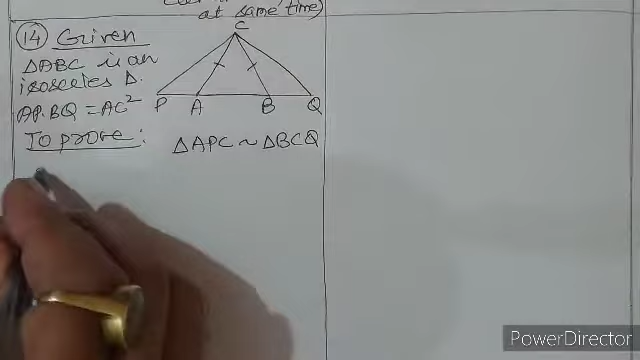 at same time)
14 Given
ΔABC is an
isosceles Δ.
AP.BQ = AC²
To prove:
ΔAPC ~ ΔBCQ
C
P A B Q
PowerDirector